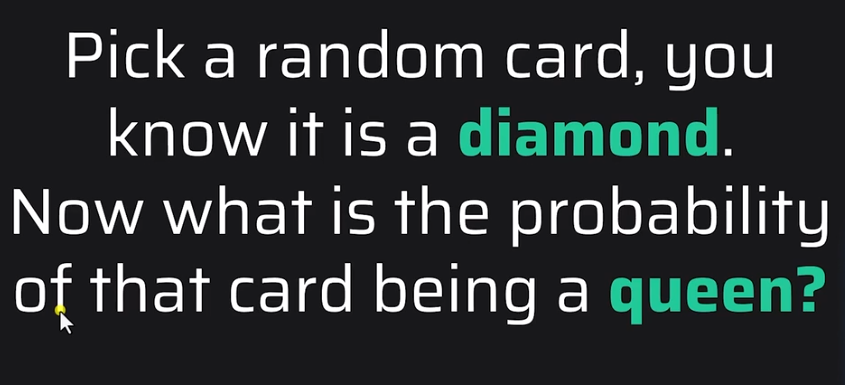 Pick a random card, you
know it is a diamond.
Now what is the probability
of that card being a queen?